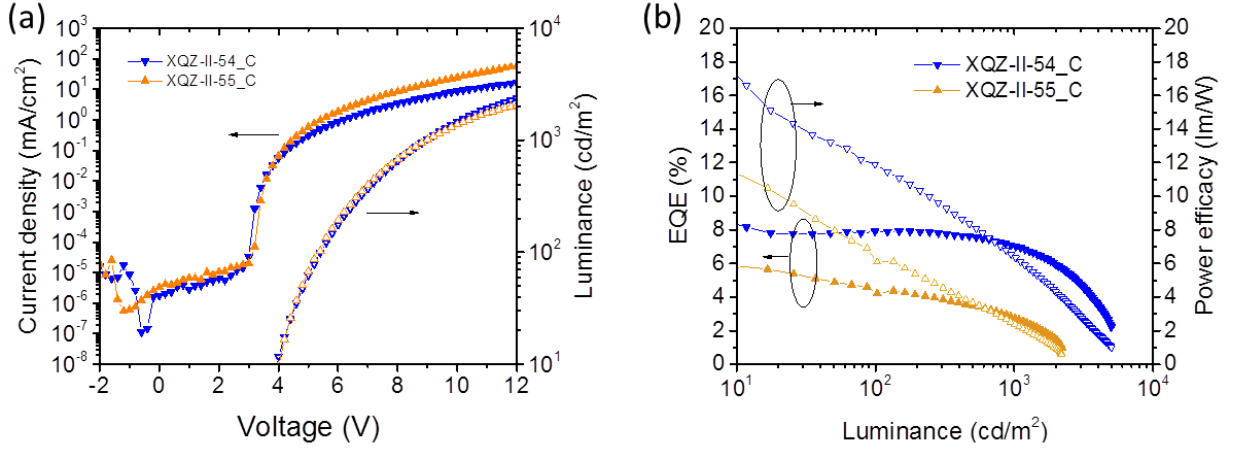 (a)
Current density (mA/cm²)
10³
10²
10¹
10⁰
10⁻¹
10⁻²
10⁻³
10⁻⁴
10⁻⁵
10⁻⁶
10⁻⁷
10⁻⁸
XQZ-II-54_C
XQZ-II-55_C
10⁴
10³
10²
10¹
Luminance (cd/m²)
-2 0 2 4 6 8 10 12
Voltage (V)
(b)
EQE (%)
20
18
16
14
12
10
8
6
4
2
0
XQZ-II-54_C
XQZ-II-55_C
20
18
16
14
12
10
8
6
4
2
0
Power efficacy (lm/W)
10¹ 10² 10³ 10⁴
Luminance (cd/m²)